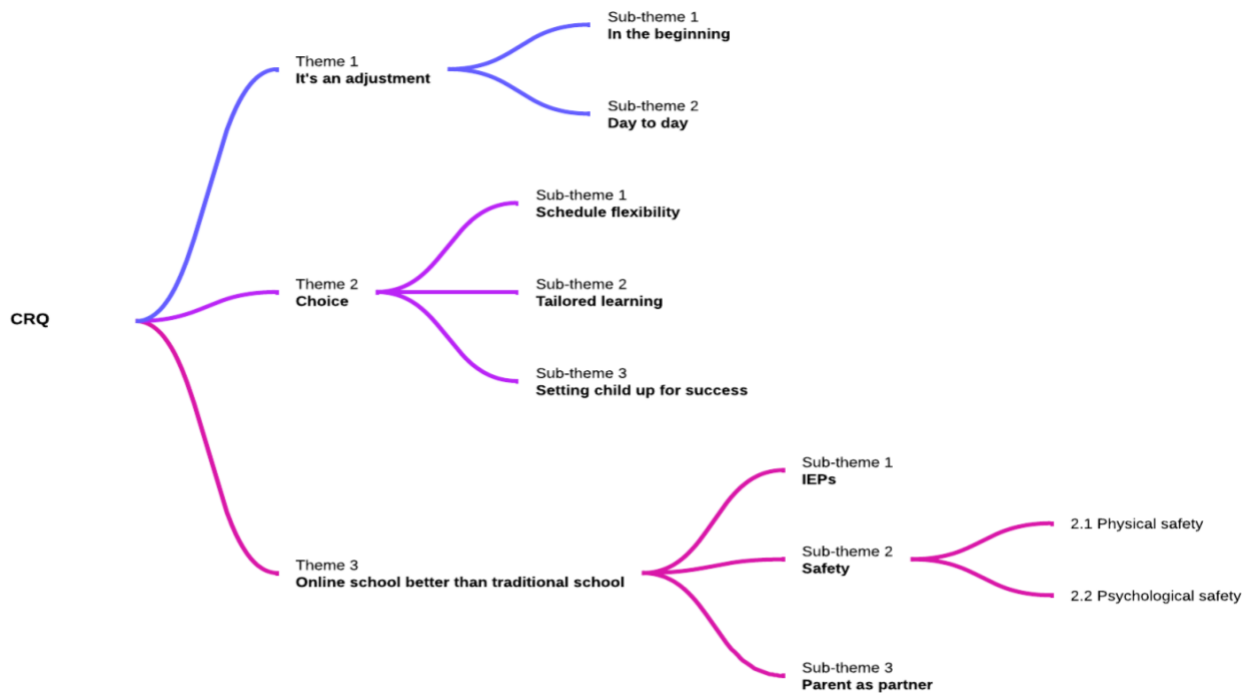 Sub-theme 1
In the beginning
Theme 1
It's an adjustment
Sub-theme 2
Day to day
Sub-theme 1
Schedule flexibility
Theme 2
Choice
Sub-theme 2
Tailored learning
CRQ
Sub-theme 3
Setting child up for success
Sub-theme 1
IEPs
2.1 Physical safety
Theme 3
Online school better than traditional school
Sub-theme 2
Safety
2.2 Psychological safety
Sub-theme 3
Parent as partner